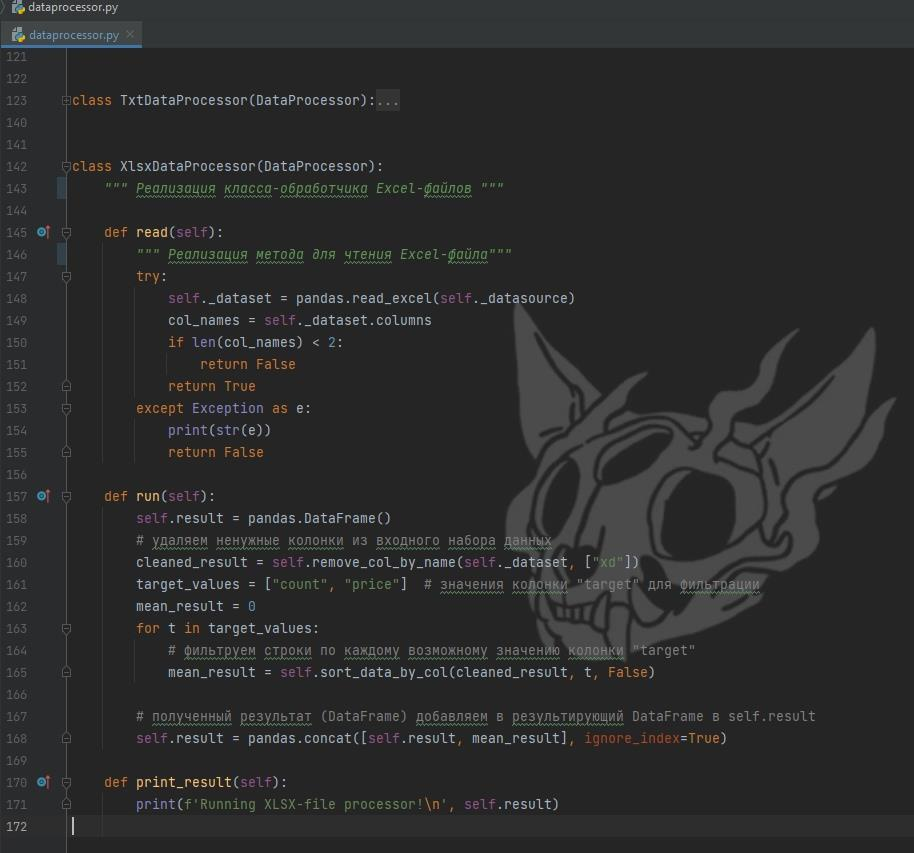 dataprocessor.py
dataprocessor.py
121
122
123 class TxtDataProcessor(DataProcessor):...
140
141
142 class XlsxDataProcessor(DataProcessor):
143 """ Реализация класса-обработчика Excel-файлов """
144
145 def read(self):
146 """ Реализация метода для чтения Excel-файла"""
147 try:
148 self._dataset = pandas.read_excel(self._datasource)
149 col_names = self._dataset.columns
150 if len(col_names) < 2:
151 return False
152 return True
153 except Exception as e:
154 print(str(e))
155 return False
156
157 def run(self):
158 self.result = pandas.DataFrame()
159 # удаляем ненужные колонки из входного набора данных
160 cleaned_result = self.remove_col_by_name(self._dataset, ["xd"])
161 target_values = ["count", "price"] # значения колонки "target" для фильтрации
162 mean_result = 0
163 for t in target_values:
164 # фильтруем строки по каждому возможному значению колонки "target"
165 mean_result = self.sort_data_by_col(cleaned_result, t, False)
166
167 # полученный результат (DataFrame) добавляем в результирующий DataFrame в self.result
168 self.result = pandas.concat([self.result, mean_result], ignore_index=True)
169
170 def print_result(self):
171 print(f'Running XLSX-file processor!\n', self.result)
172